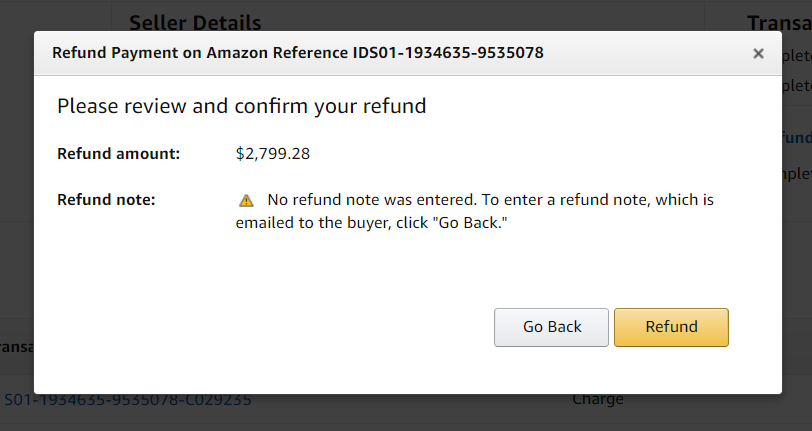 Seller Details
Transa
Refund Payment on Amazon Reference IDS01-1934635-9535078
×
plete
Please review and confirm your refund
plete
fund
Refund amount: $2,799.28
mplet
Refund note: No refund note was entered. To enter a refund note, which is
emailed to the buyer, click "Go Back."
Go Back
Refund
ransa
S01-1934635-9535078-C029235
Charge